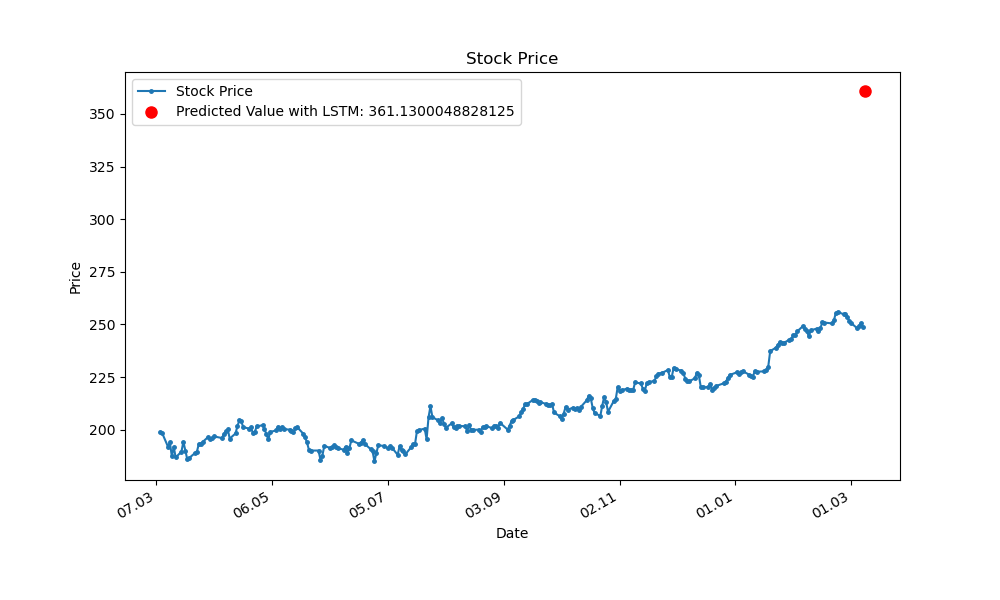 Stock Price
Stock Price
Predicted Value with LSTM: 361.1300048828125
350
325
300
275
250
225
200
Price
07.03
06.05
05.07
03.09
02.11
01.01
01.03
Date